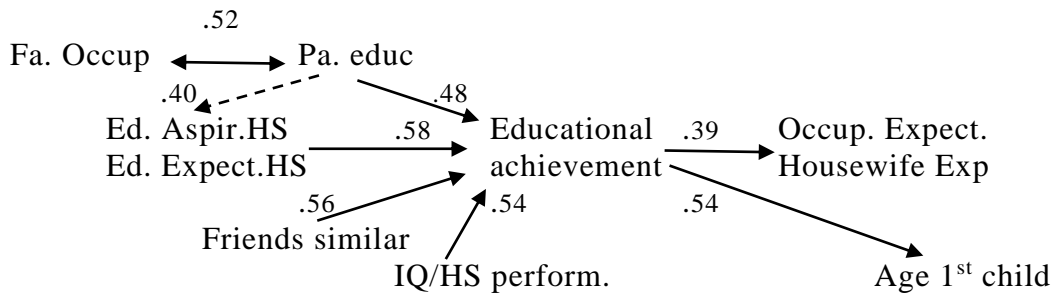 .52
Fa. Occup Pa. educ
.40 .48
Ed. Aspir.HS .58 Educational .39 Occup. Expect.
Ed. Expect.HS achievement Housewife Exp
.56 .54 .54
Friends similar
IQ/HS perform. Age 1st child